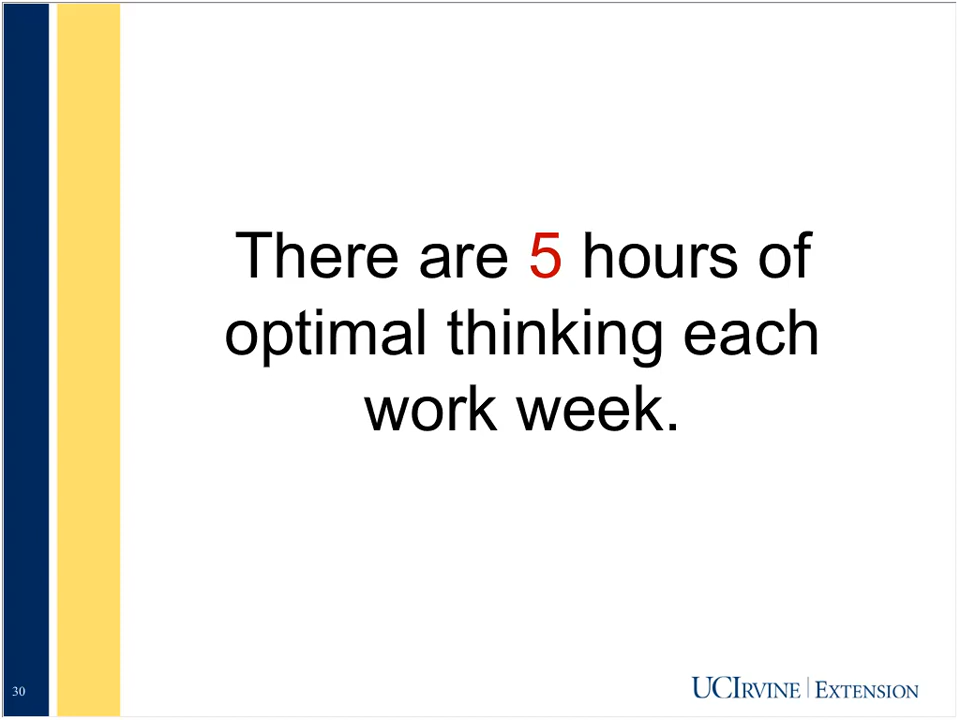 There are 5 hours of
optimal thinking each
work week.
30
UCIRVINE | EXTENSION